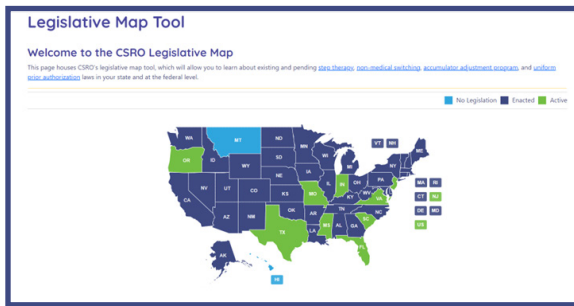 Legislative Map Tool
Welcome to the CSRO Legislative Map
This page houses CSRO's legislative map tool, which will allow you to learn about existing and pending step therapy, non-medical switching, accumulator adjustment program, and uniform
prior authorization laws in your state and at the federal level.
No Legislation Enacted Active
WA MT ND MN ME VT NH
OR ID WY SD WI MI NY
NV UT CO NE IA IL IN OH PA MA RI
CA KS MO KY WV VA CT NJ
AZ NM OK AR TN NC DE MD
TX LA MS AL GA SC US
AK FL
HI